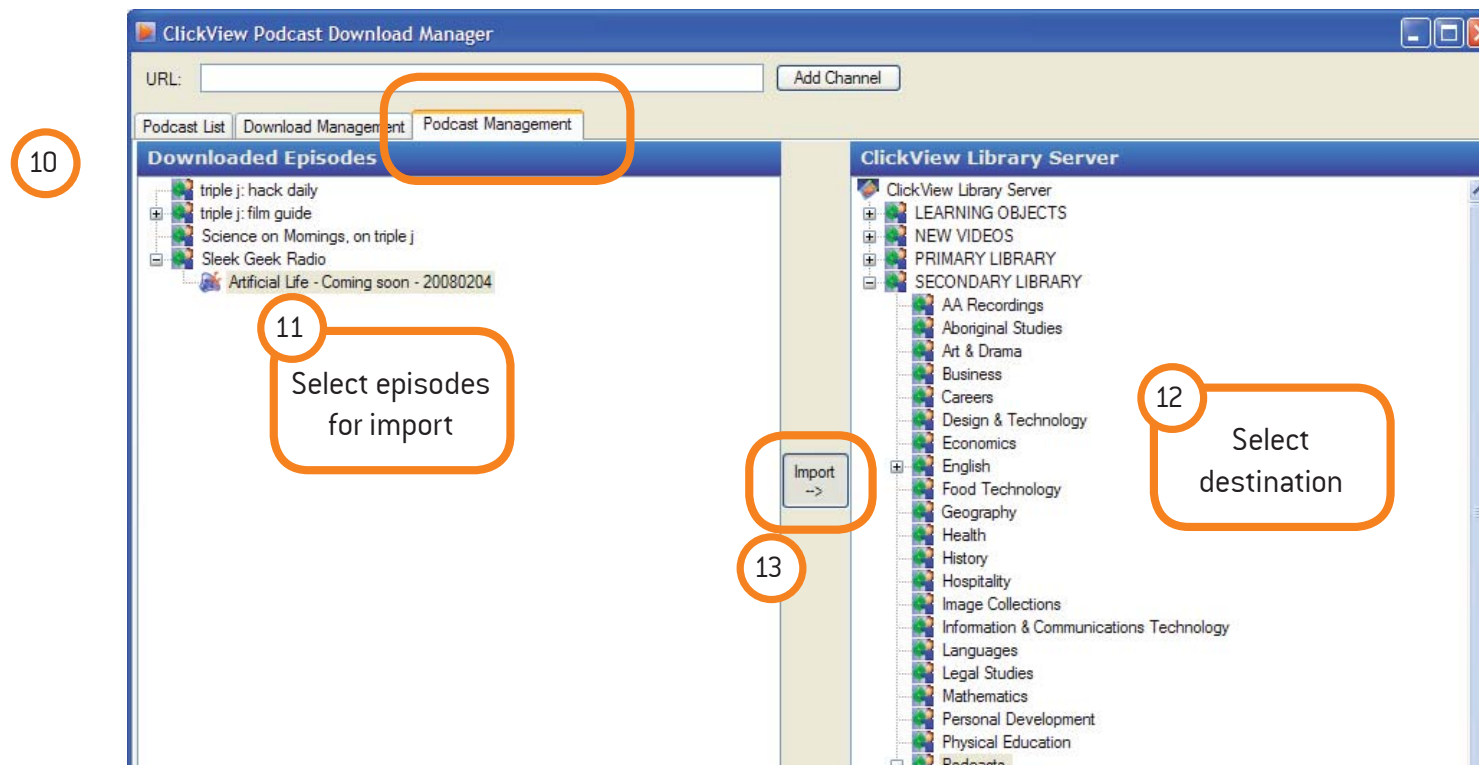 ClickView Podcast Download Manager
URL:
Add Channel
Podcast List
Download Management
Podcast Management
10
Downloaded Episodes
triple j: hack daily
triple j: film guide
Science on Mornings, on triple j
Sleek Geek Radio
Artificial Life - Coming soon - 20080204
11
Select episodes
for import
Import
-->
13
ClickView Library Server
ClickView Library Server
LEARNING OBJECTS
NEW VIDEOS
PRIMARY LIBRARY
SECONDARY LIBRARY
AA Recordings
Aboriginal Studies
Art & Drama
Business
Careers
Design & Technology
Economics
English
Food Technology
Geography
Health
History
Hospitality
Image Collections
Information & Communications Technology
Languages
Legal Studies
Mathematics
Personal Development
Physical Education
Podcasts
12
Select
destination